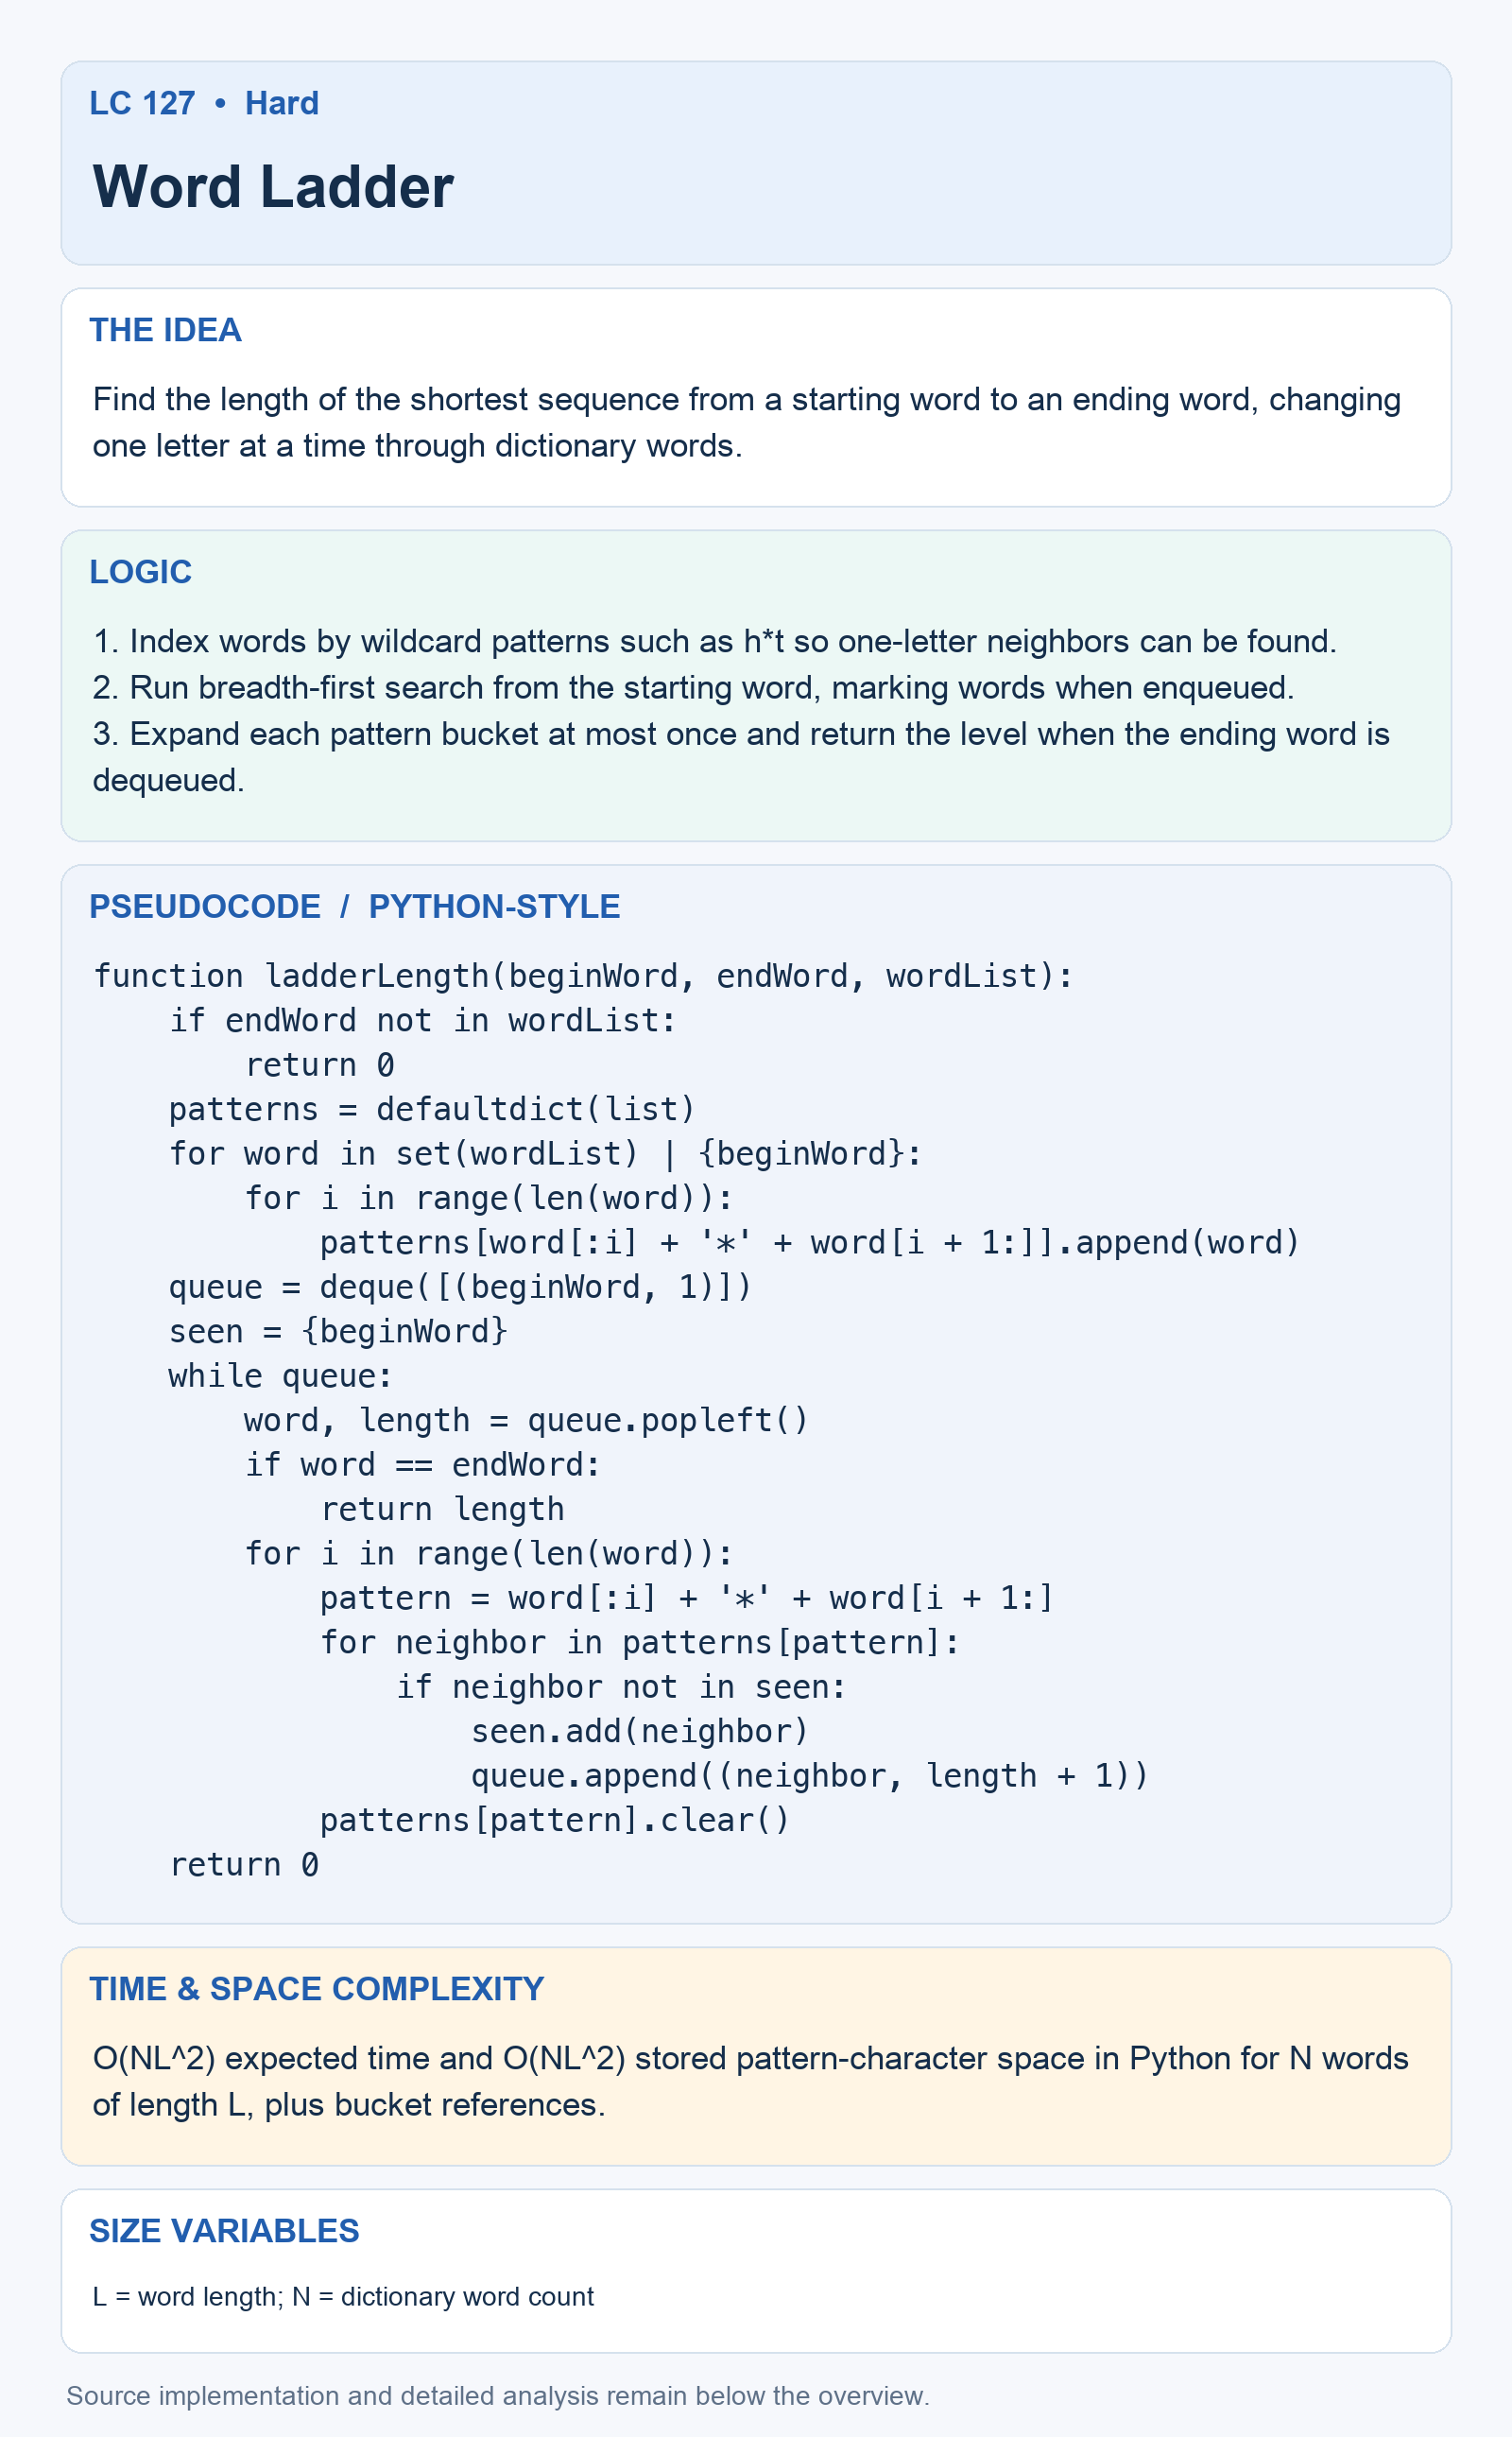 LC 127 • Hard
Word Ladder
THE IDEA
Find the length of the shortest sequence from a starting word to an ending word, changing
one letter at a time through dictionary words.
LOGIC
1. Index words by wildcard patterns such as h*t so one-letter neighbors can be found.
2. Run breadth-first search from the starting word, marking words when enqueued.
3. Expand each pattern bucket at most once and return the level when the ending word is
dequeued.
PSEUDOCODE / PYTHON-STYLE
function ladderLength(beginWord, endWord, wordList):
    if endWord not in wordList:
        return 0
    patterns = defaultdict(list)
    for word in set(wordList) | {beginWord}:
        for i in range(len(word)):
            patterns[word[:i] + '*' + word[i + 1:]].append(word)
    queue = deque([(beginWord, 1)])
    seen = {beginWord}
    while queue:
        word, length = queue.popleft()
        if word == endWord:
            return length
        for i in range(len(word)):
            pattern = word[:i] + '*' + word[i + 1:]
            for neighbor in patterns[pattern]:
                if neighbor not in seen:
                    seen.add(neighbor)
                    queue.append((neighbor, length + 1))
            patterns[pattern].clear()
    return 0
TIME & SPACE COMPLEXITY
O(NL^2) expected time and O(NL^2) stored pattern-character space in Python for N words
of length L, plus bucket references.
SIZE VARIABLES
L = word length; N = dictionary word count
Source implementation and detailed analysis remain below the overview.